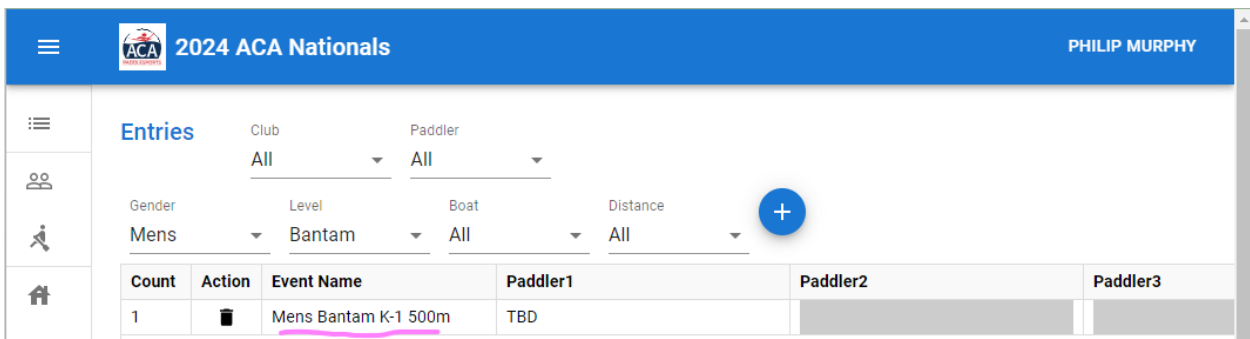 ACA
PADDLESPORTS
2024 ACA Nationals
PHILIP MURPHY
Entries
Club
All
Paddler
All
Gender
Mens
Level
Bantam
Boat
All
Distance
All
+
Count Action Event Name Paddler1 Paddler2 Paddler3
1 Mens Bantam K-1 500m TBD